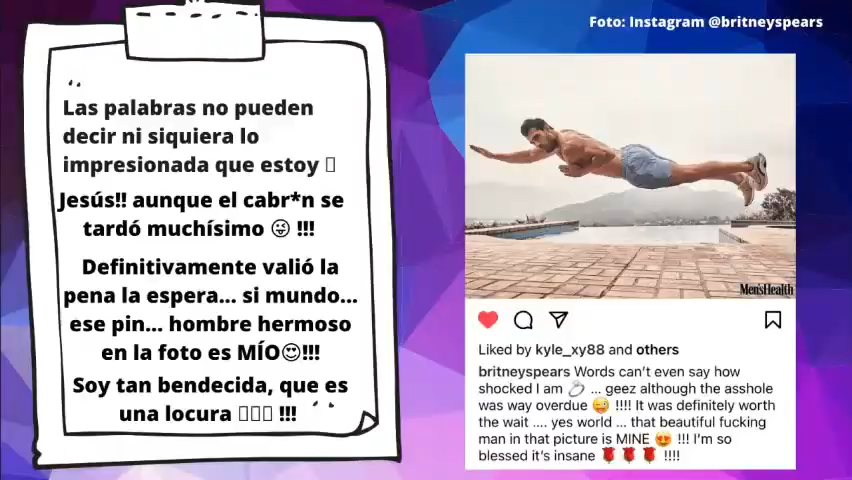 Foto: Instagram @britneyspears
“
Las palabras no pueden
decir ni siquiera lo
impresionada que estoy ▯
Jesús!! aunque el cabr*n se
tardó muchísimo 😜 !!!
Definitivamente valió la
pena la espera... si mundo...
ese pin... hombre hermoso
en la foto es MÍO😍!!!
Soy tan bendecida, que es
una locura ▯▯▯ !!! ”
Men'sHealth
Liked by kyle_xy88 and others
britneyspears Words can’t even say how
shocked I am 💍 ... geez although the asshole
was way overdue 😜 !!!! It was definitely worth
the wait .... yes world ... that beautiful fucking
man in that picture is MINE 😍 !!! I’m so
blessed it’s insane 🌹🌹🌹 !!!!